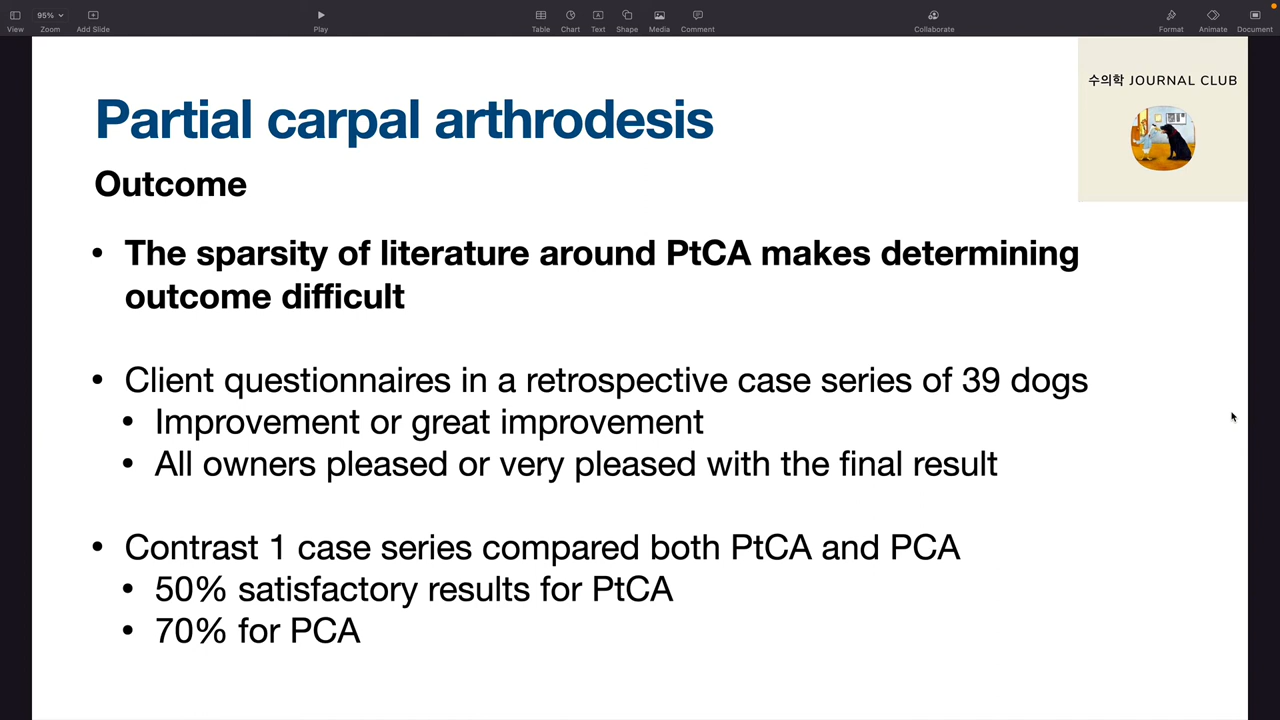 95%
View
Zoom
Add Slide
Play
Table
Chart
Text
Shape
Media
Comment
Collaborate
Format
Animate
Document
수의학 JOURNAL CLUB
Partial carpal arthrodesis
Outcome
• The sparsity of literature around PtCA makes determining
outcome difficult
• Client questionnaires in a retrospective case series of 39 dogs
• Improvement or great improvement
• All owners pleased or very pleased with the final result
• Contrast 1 case series compared both PtCA and PCA
• 50% satisfactory results for PtCA
• 70% for PCA